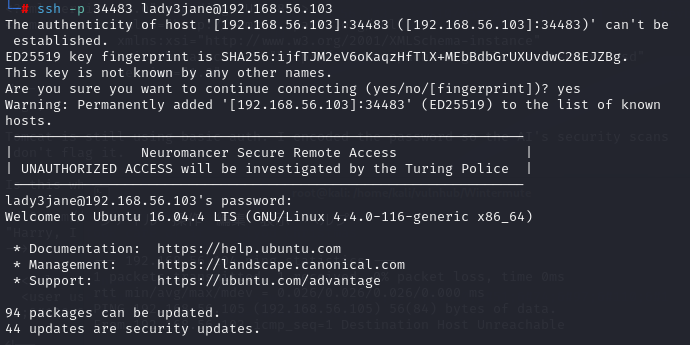 └─# ssh -p 34483 lady3jane@192.168.56.103
The authenticity of host '[192.168.56.103]:34483 ([192.168.56.103]:34483)' can't be
 established.
ED25519 key fingerprint is SHA256:ijfTJM2eV6oKaqzHfTlX+MEbBdbGrUXUvdwC28EJZBg.
This key is not known by any other names.
Are you sure you want to continue connecting (yes/no/[fingerprint])? yes
Warning: Permanently added '[192.168.56.103]:34483' (ED25519) to the list of known
hosts.
| Neuromancer Secure Remote Access |
| UNAUTHORIZED ACCESS will be investigated by the Turing Police |
lady3jane@192.168.56.103's password:
Welcome to Ubuntu 16.04.4 LTS (GNU/Linux 4.4.0-116-generic x86_64)
* Documentation: https://help.ubuntu.com
* Management: https://landscape.canonical.com
* Support: https://ubuntu.com/advantage
94 packages can be updated.
44 updates are security updates.